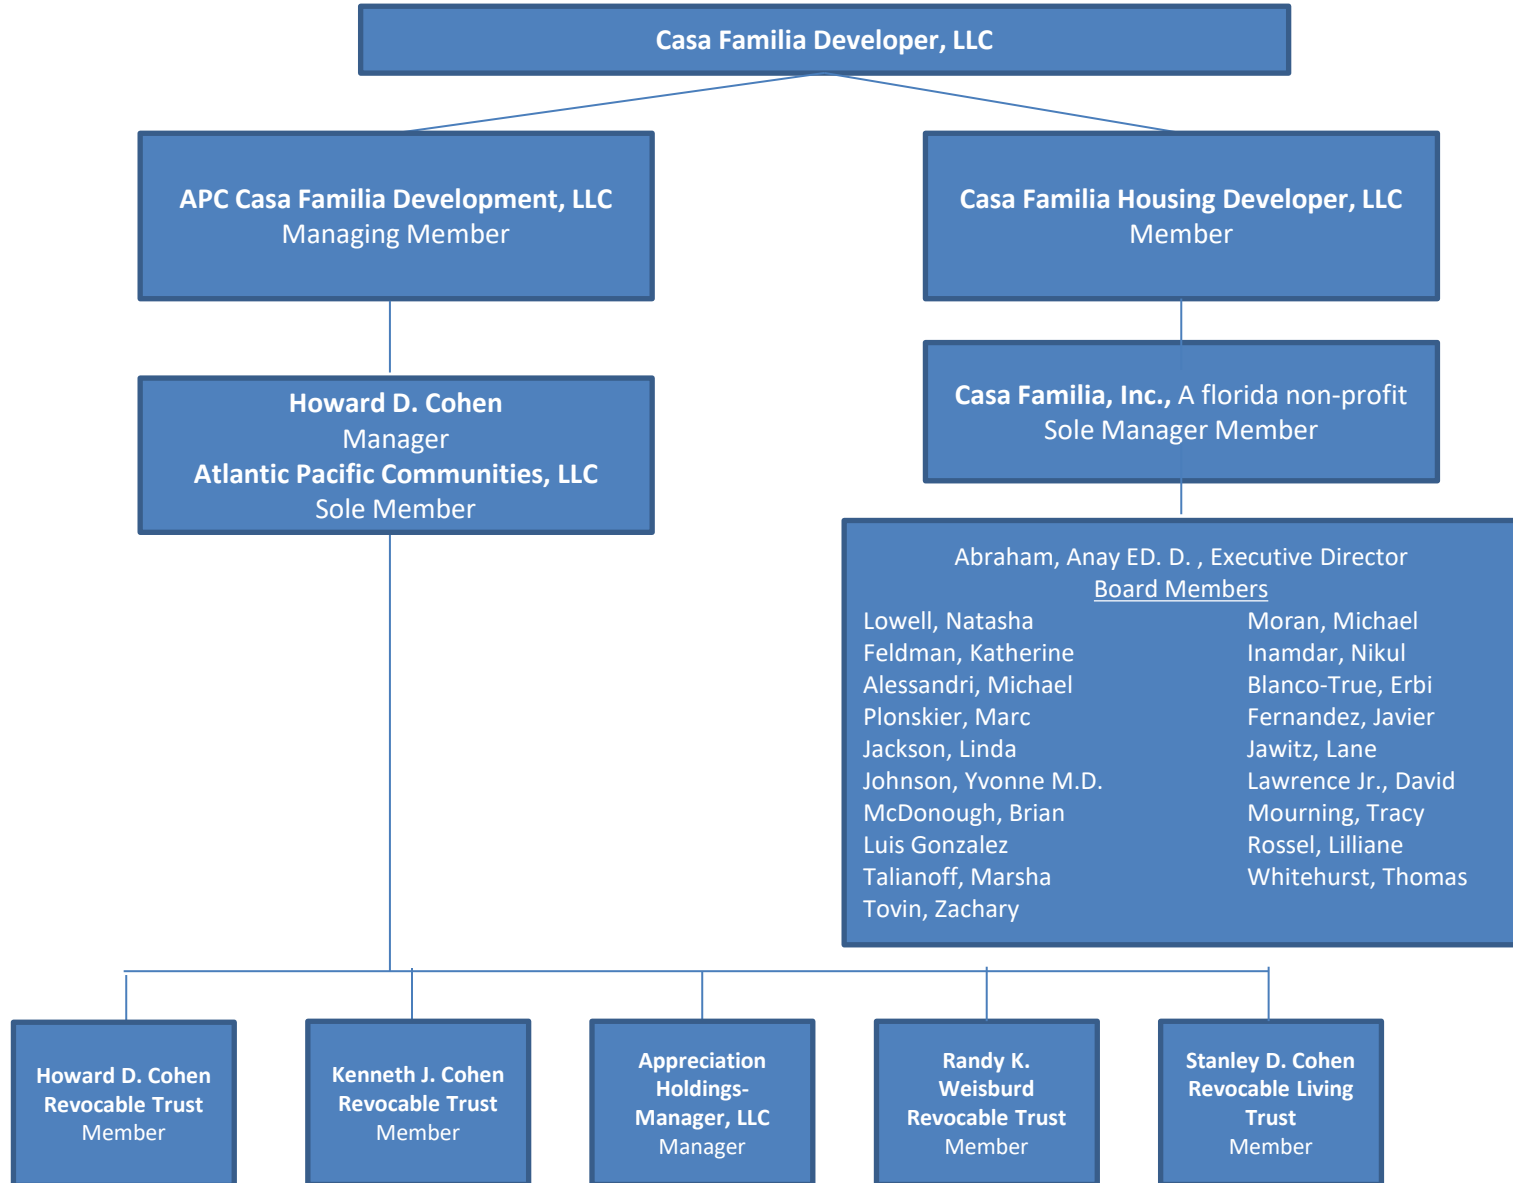 Casa Familia Developer, LLC
APC Casa Familia Development, LLC
Managing Member
Casa Familia Housing Developer, LLC
Member
Howard D. Cohen
Manager
Atlantic Pacific Communities, LLC
Sole Member
Casa Familia, Inc., A florida non-profit
Sole Manager Member
Abraham, Anay ED. D. , Executive Director
Board Members
Lowell, Natasha
Feldman, Katherine
Alessandri, Michael
Plonskier, Marc
Jackson, Linda
Johnson, Yvonne M.D.
McDonough, Brian
Luis Gonzalez
Talianoff, Marsha
Tovin, Zachary
Moran, Michael
Inamdar, Nikul
Blanco-True, Erbi
Fernandez, Javier
Jawitz, Lane
Lawrence Jr., David
Mourning, Tracy
Rossel, Lilliane
Whitehurst, Thomas
Howard D. Cohen
Revocable Trust
Member
Kenneth J. Cohen
Revocable Trust
Member
Appreciation
Holdings-
Manager, LLC
Manager
Randy K.
Weisburd
Revocable Trust
Member
Stanley D. Cohen
Revocable Living
Trust
Member